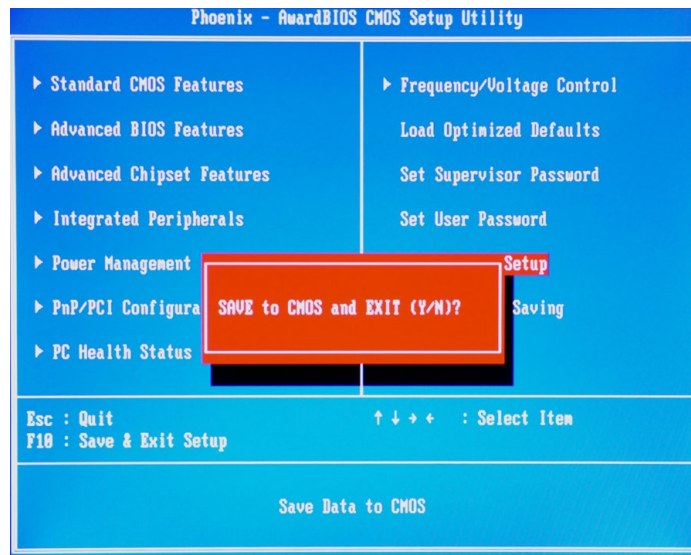 Phoenix - AwardBIOS CMOS Setup Utility
Standard CMOS Features
Advanced BIOS Features
Advanced Chipset Features
Integrated Peripherals
Power Management
PnP/PCI Configura
PC Health Status
Frequency/Voltage Control
Load Optimized Defaults
Set Supervisor Password
Set User Password
Setup
Saving
SAVE to CMOS and EXIT (Y/N)?
Esc : Quit
F10 : Save & Exit Setup
↑ ↓ → ← : Select Item
Save Data to CMOS